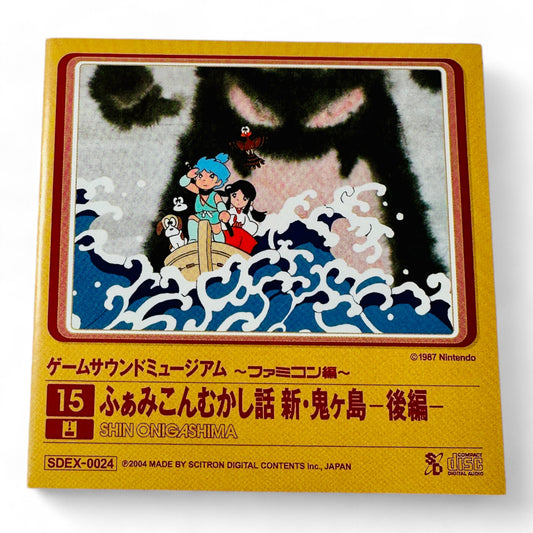 ©1987 Nintendo
ゲームサウンドミュージアム ～ファミコン編～
15 ふぁみこんむかし話 新・鬼ヶ島－後編－
SHIN ONIGASHIMA
SDEX-0024 ℗2004 MADE BY SCITRON DIGITAL CONTENTS Inc., JAPAN
SD COMPACT disc DIGITAL AUDIO